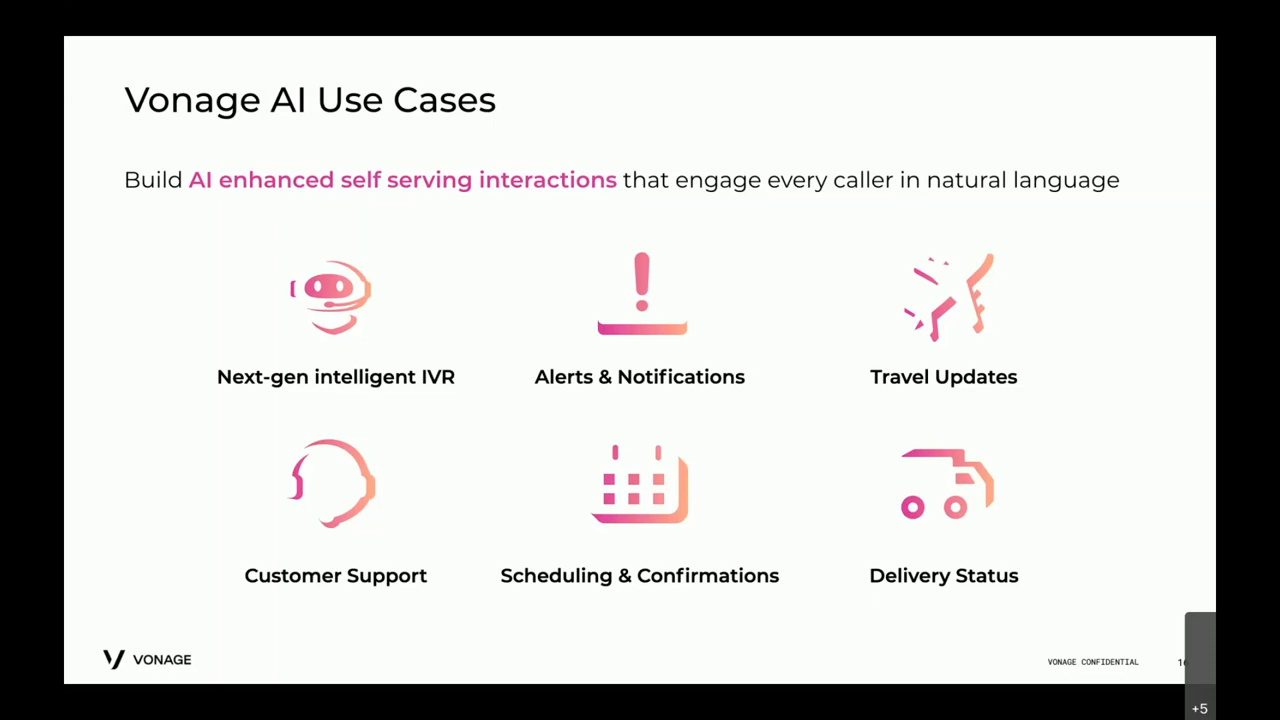 Vonage AI Use Cases
Build AI enhanced self serving interactions that engage every caller in natural language
Next-gen intelligent IVR
Alerts & Notifications
Travel Updates
Customer Support
Scheduling & Confirmations
Delivery Status
VONAGE
VONAGE CONFIDENTIAL
+5